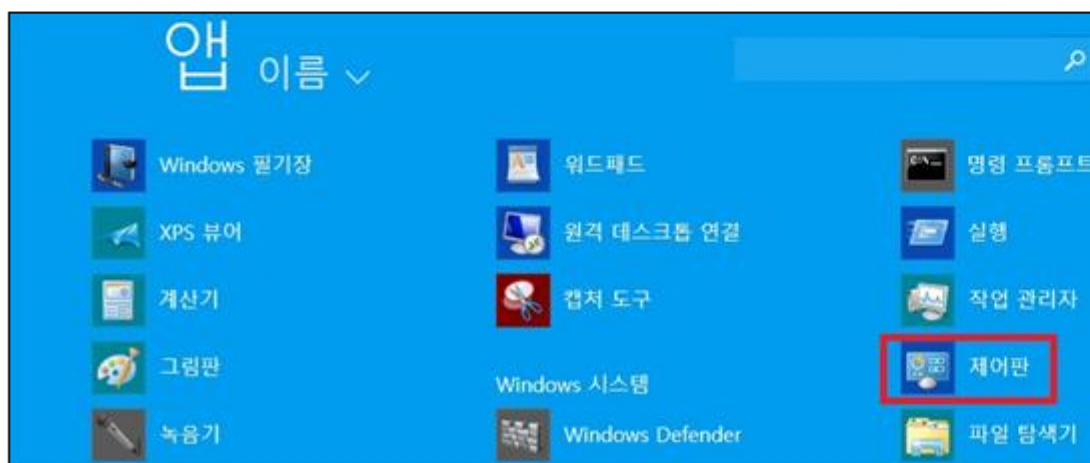 앱 이름
Windows 필기장
XPS 뷰어
계산기
그림판
녹음기
워드패드
원격 데스크톱 연결
캡처 도구
Windows 시스템
Windows Defender
명령 프롬프트
실행
작업 관리자
제어판
파일 탐색기